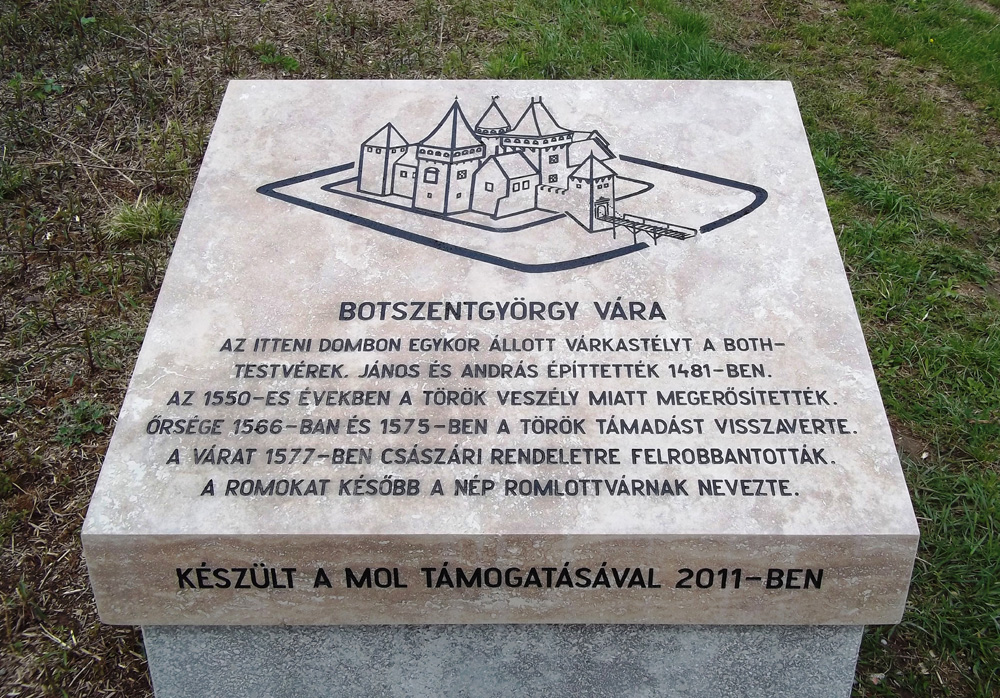 BOTSZENTGYÖRGY VÁRA
AZ ITTENI DOMBON EGYKOR ÁLLOTT VÁRKASTÉLYT A BOTH-
TESTVÉREK. JÁNOS ÉS ANDRÁS ÉPÍTTETTÉK 1481-BEN.
AZ 1550-ES ÉVEKBEN A TÖRÖK VESZÉLY MIATT MEGERŐSÍTETTÉK.
ŐRSÉGE 1566-BAN ÉS 1575-BEN A TÖRÖK TÁMADÁST VISSZAVERTE.
A VÁRAT 1577-BEN CSÁSZÁRI RENDELETRE FELROBBANTOTTÁK.
A ROMOKAT KÉSŐBB A NÉP ROMLOTTVÁRNAK NEVEZTE.
KÉSZÜLT A MOL TÁMOGATÁSÁVAL 2011-BEN